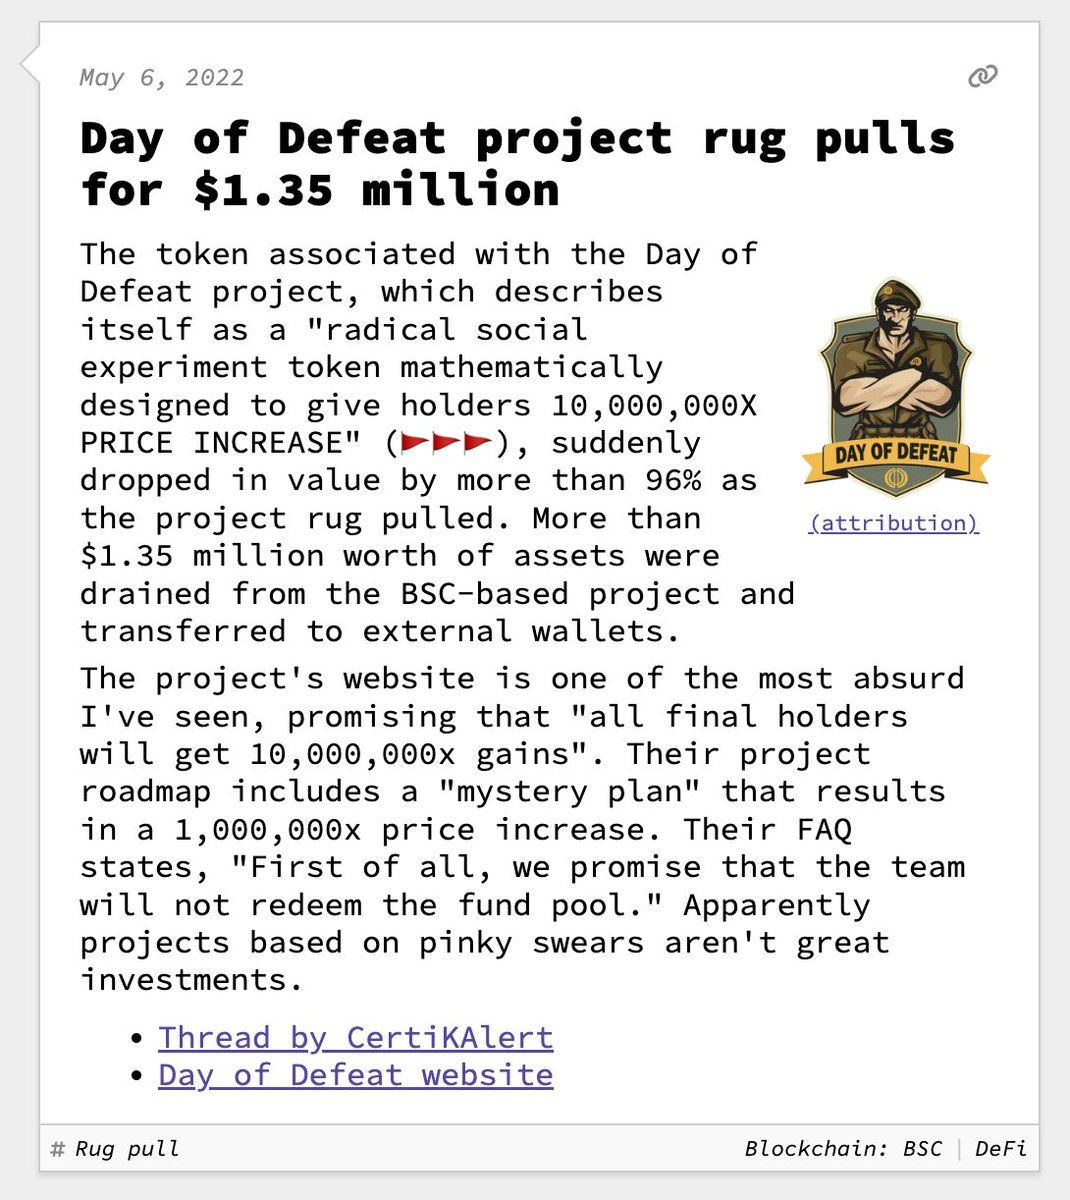 May 6, 2022
Day of Defeat project rug pulls
for $1.35 million
The token associated with the Day of
Defeat project, which describes
itself as a "radical social
experiment token mathematically
designed to give holders 10,000,000X
PRICE INCREASE" (🚩🚩🚩), suddenly
dropped in value by more than 96% as
the project rug pulled. More than
$1.35 million worth of assets were
drained from the BSC-based project and
transferred to external wallets.
DAY OF DEFEAT
(attribution)
The project's website is one of the most absurd
I've seen, promising that "all final holders
will get 10,000,000x gains". Their project
roadmap includes a "mystery plan" that results
in a 1,000,000x price increase. Their FAQ
states, "First of all, we promise that the team
will not redeem the fund pool." Apparently
projects based on pinky swears aren't great
investments.
• Thread by CertiKAlert
• Day of Defeat website
# Rug pull
Blockchain: BSC | DeFi